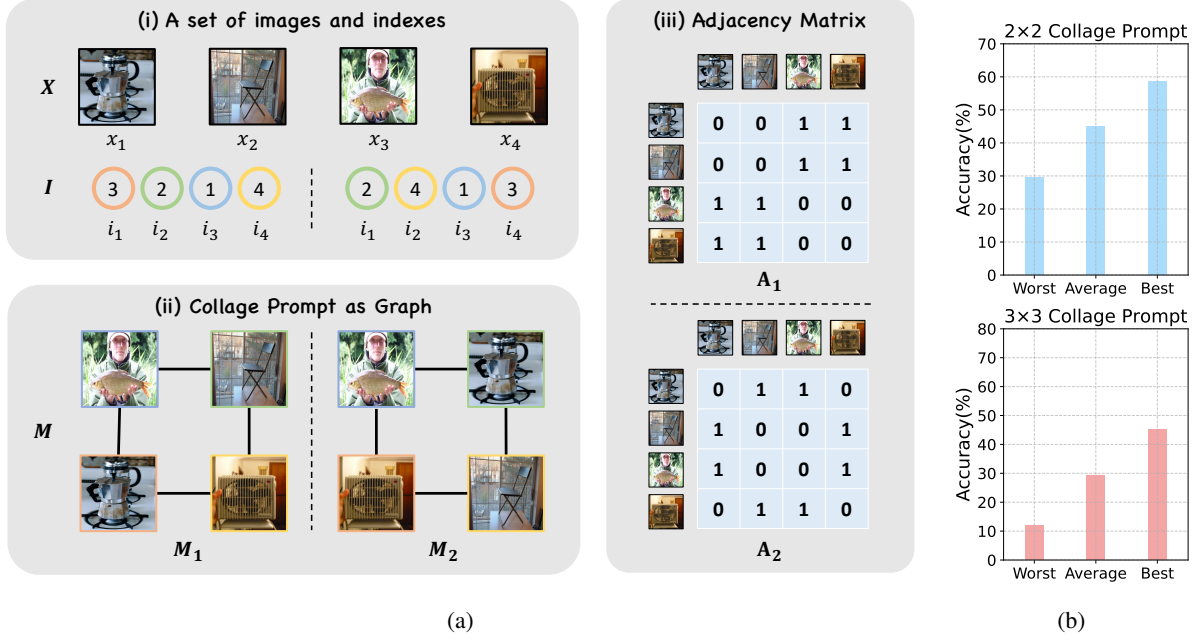 (i) A set of images and indexes
X
x₁ x₂ x₃ x₄
I
3 2 1 4 2 4 1 3
i₁ i₂ i₃ i₄ i₁ i₂ i₃ i₄
(ii) Collage Prompt as Graph
M
M₁ M₂
(iii) Adjacency Matrix
0 0 1 1
0 0 1 1
1 1 0 0
1 1 0 0
A₁
0 1 1 0
1 0 0 1
1 0 0 1
0 1 1 0
A₂
(a)
2×2 Collage Prompt
Accuracy(%)
70
60
50
40
30
20
10
0
Worst Average Best
3×3 Collage Prompt
Accuracy(%)
80
70
60
50
40
30
20
10
0
Worst Average Best
(b)